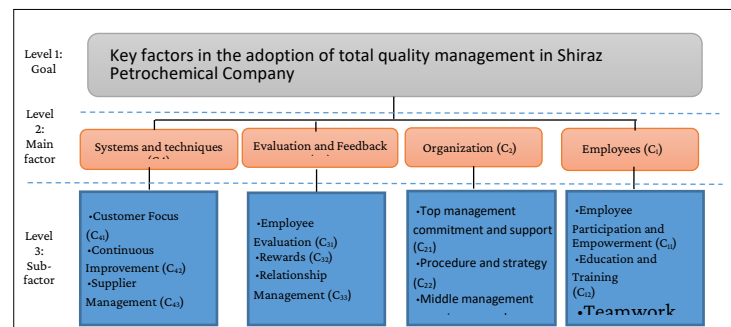 Level 1:
Goal
Key factors in the adoption of total quality management in Shiraz
Petrochemical Company
Level
2:
Main
factor
Systems and techniques
Evaluation and Feedback
Organization (C₂)
Employees (C₁)
Level
3:
Sub-
factor
•Customer Focus
(C₄₁)
•Continuous
Improvement (C₄₂)
•Supplier
Management (C₄₃)
•Employee
Evaluation (C₃₁)
•Rewards (C₃₂)
•Relationship
Management (C₃₃)
•Top management
commitment and support
(C₂₁)
•Procedure and strategy
(C₂₂)
•Middle management
•Employee
Participation and
Empowerment (C₁₁)
•Education and
Training
(C₁₂)
•Teamwork